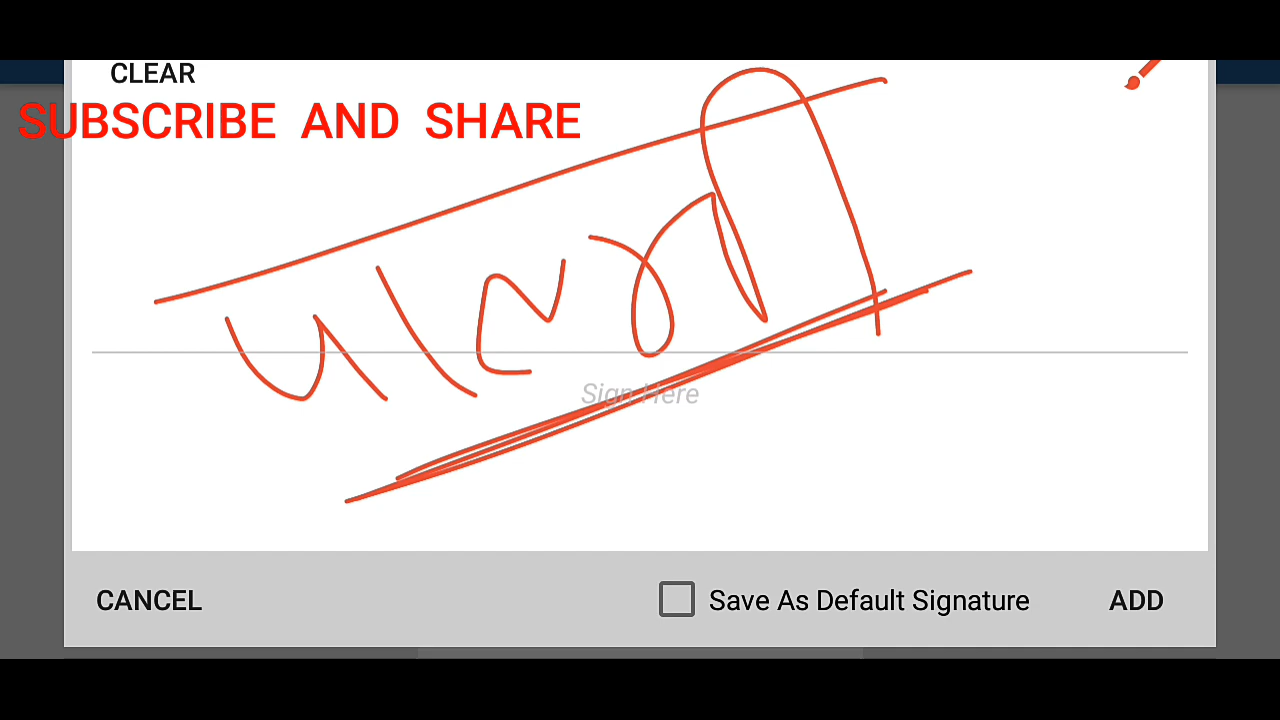 CLEAR
SUBSCRIBE AND SHARE
Sign Here
CANCEL
Save As Default Signature
ADD